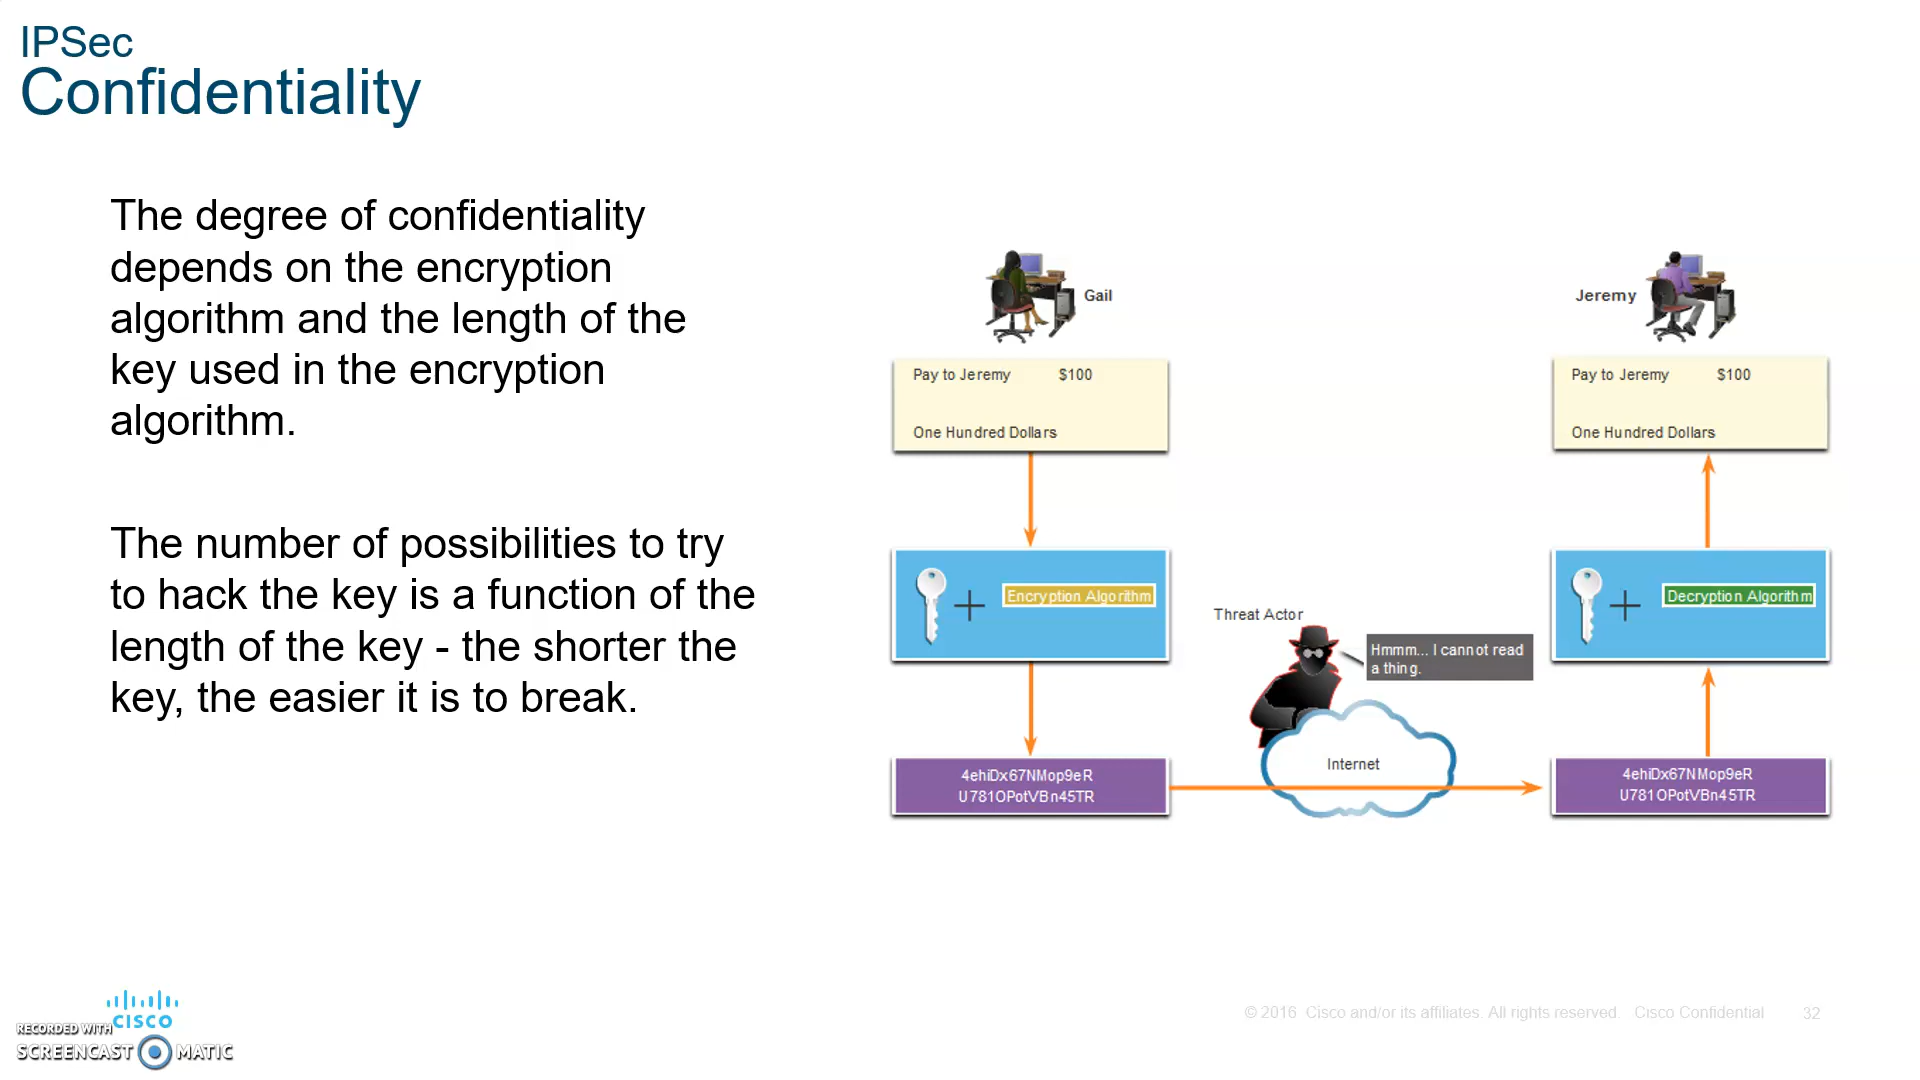 IPSec
Confidentiality
The degree of confidentiality
depends on the encryption
algorithm and the length of the
key used in the encryption
algorithm.
The number of possibilities to try
to hack the key is a function of the
length of the key - the shorter the
key, the easier it is to break.
Gail
Jeremy
Pay to Jeremy $100
One Hundred Dollars
Pay to Jeremy $100
One Hundred Dollars
Encryption Algorithm
Decryption Algorithm
Threat Actor
Hmmm... I cannot read
a thing.
Internet
4ehiDx67NMop9eR
U781OPotVBn45TR
4ehiDx67NMop9eR
U781OPotVBn45TR
CISCO
RECORDED WITH
SCREENCAST MATIC
© 2016 Cisco and/or its affiliates. All rights reserved. Cisco Confidential 32